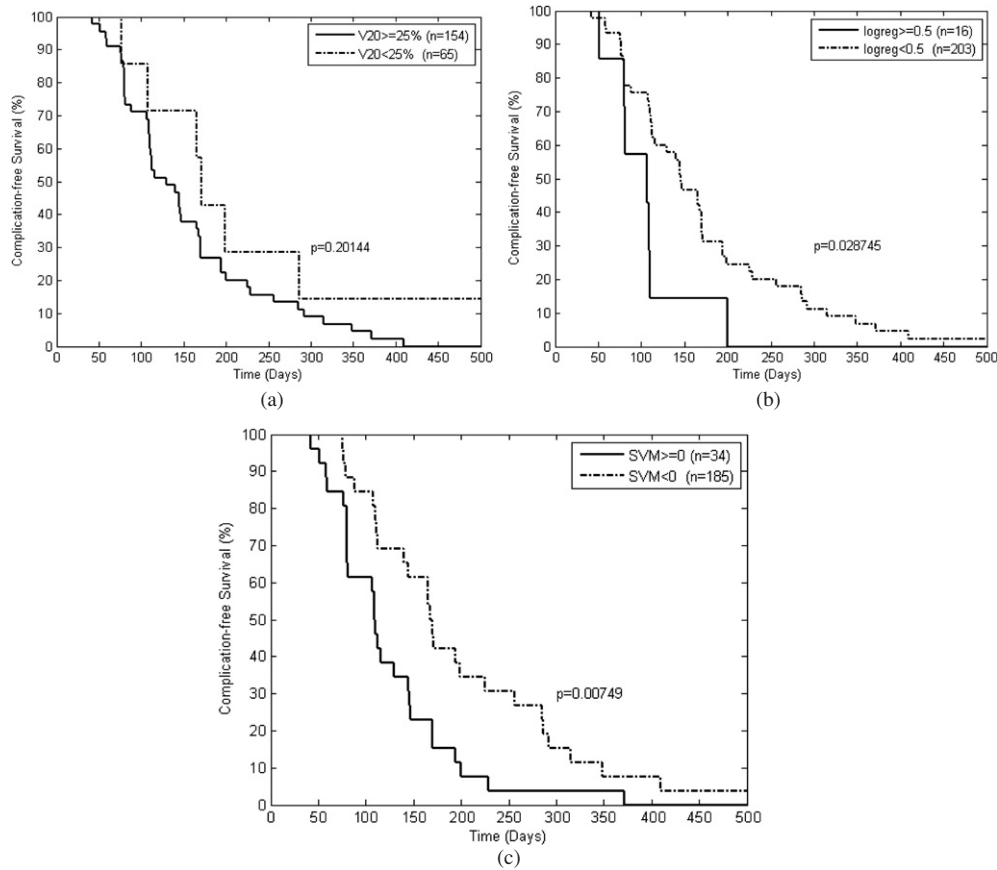 V20>=25% (n=154)
V20<25% (n=65)
Complication-free Survival (%)
100
90
80
70
60
50
40
30
20
10
0
p=0.20144
0 50 100 150 200 250 300 350 400 450 500
Time (Days)
(a)
logreg>=0.5 (n=16)
logreg<0.5 (n=203)
Complication-free Survival (%)
100
90
80
70
60
50
40
30
20
10
0
p=0.028745
0 50 100 150 200 250 300 350 400 450 500
Time (Days)
(b)
SVM>=0 (n=34)
SVM<0 (n=185)
Complication-free Survival (%)
100
90
80
70
60
50
40
30
20
10
0
p=0.00749
0 50 100 150 200 250 300 350 400 450 500
Time (Days)
(c)